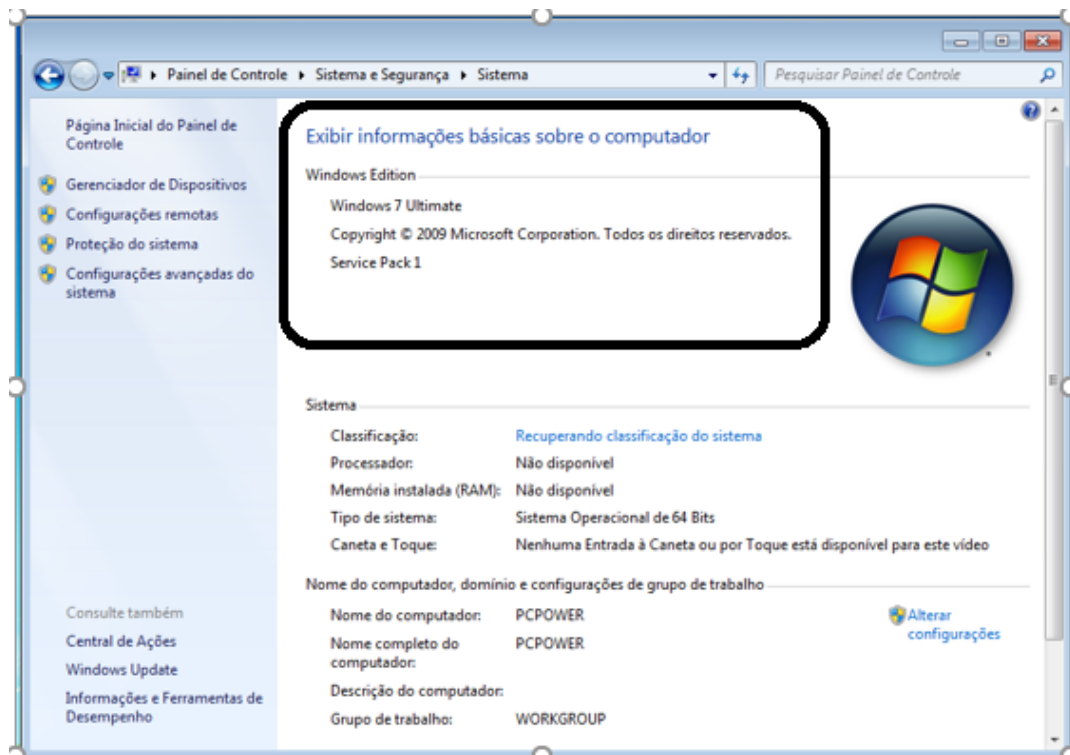 Painel de Controle ▸ Sistema e Segurança ▸ Sistema
Pesquisar Painel de Controle
Página Inicial do Painel de
Controle
Gerenciador de Dispositivos
Configurações remotas
Proteção do sistema
Configurações avançadas do
sistema
Consulte também
Central de Ações
Windows Update
Informações e Ferramentas de
Desempenho
Exibir informações básicas sobre o computador
Windows Edition
Windows 7 Ultimate
Copyright © 2009 Microsoft Corporation. Todos os direitos reservados.
Service Pack 1
Sistema
Classificação: Recuperando classificação do sistema
Processador: Não disponível
Memória instalada (RAM): Não disponível
Tipo de sistema: Sistema Operacional de 64 Bits
Caneta e Toque: Nenhuma Entrada à Caneta ou por Toque está disponível para este vídeo
Nome do computador, domínio e configurações de grupo de trabalho
Nome do computador: PCPOWER
Alterar
configurações
Nome completo do
computador:
PCPOWER
Descrição do computador:
Grupo de trabalho: WORKGROUP